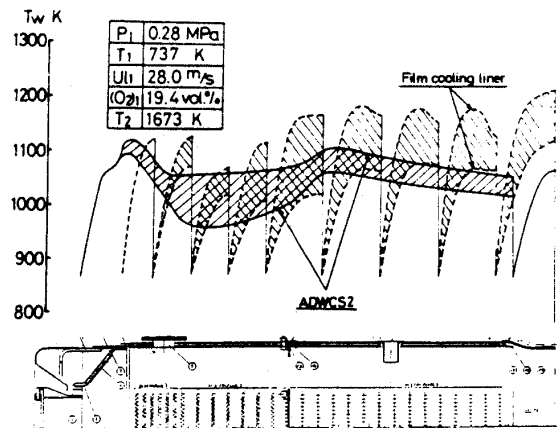 Tw K
1300
1200
1100
1000
900
800
P1 0.28 MPa
T1 737 K
Ul1 28.0 m/s
(O2)1 19.4 vol.%
T2 1673 K
Film cooling liner
ADWCS2